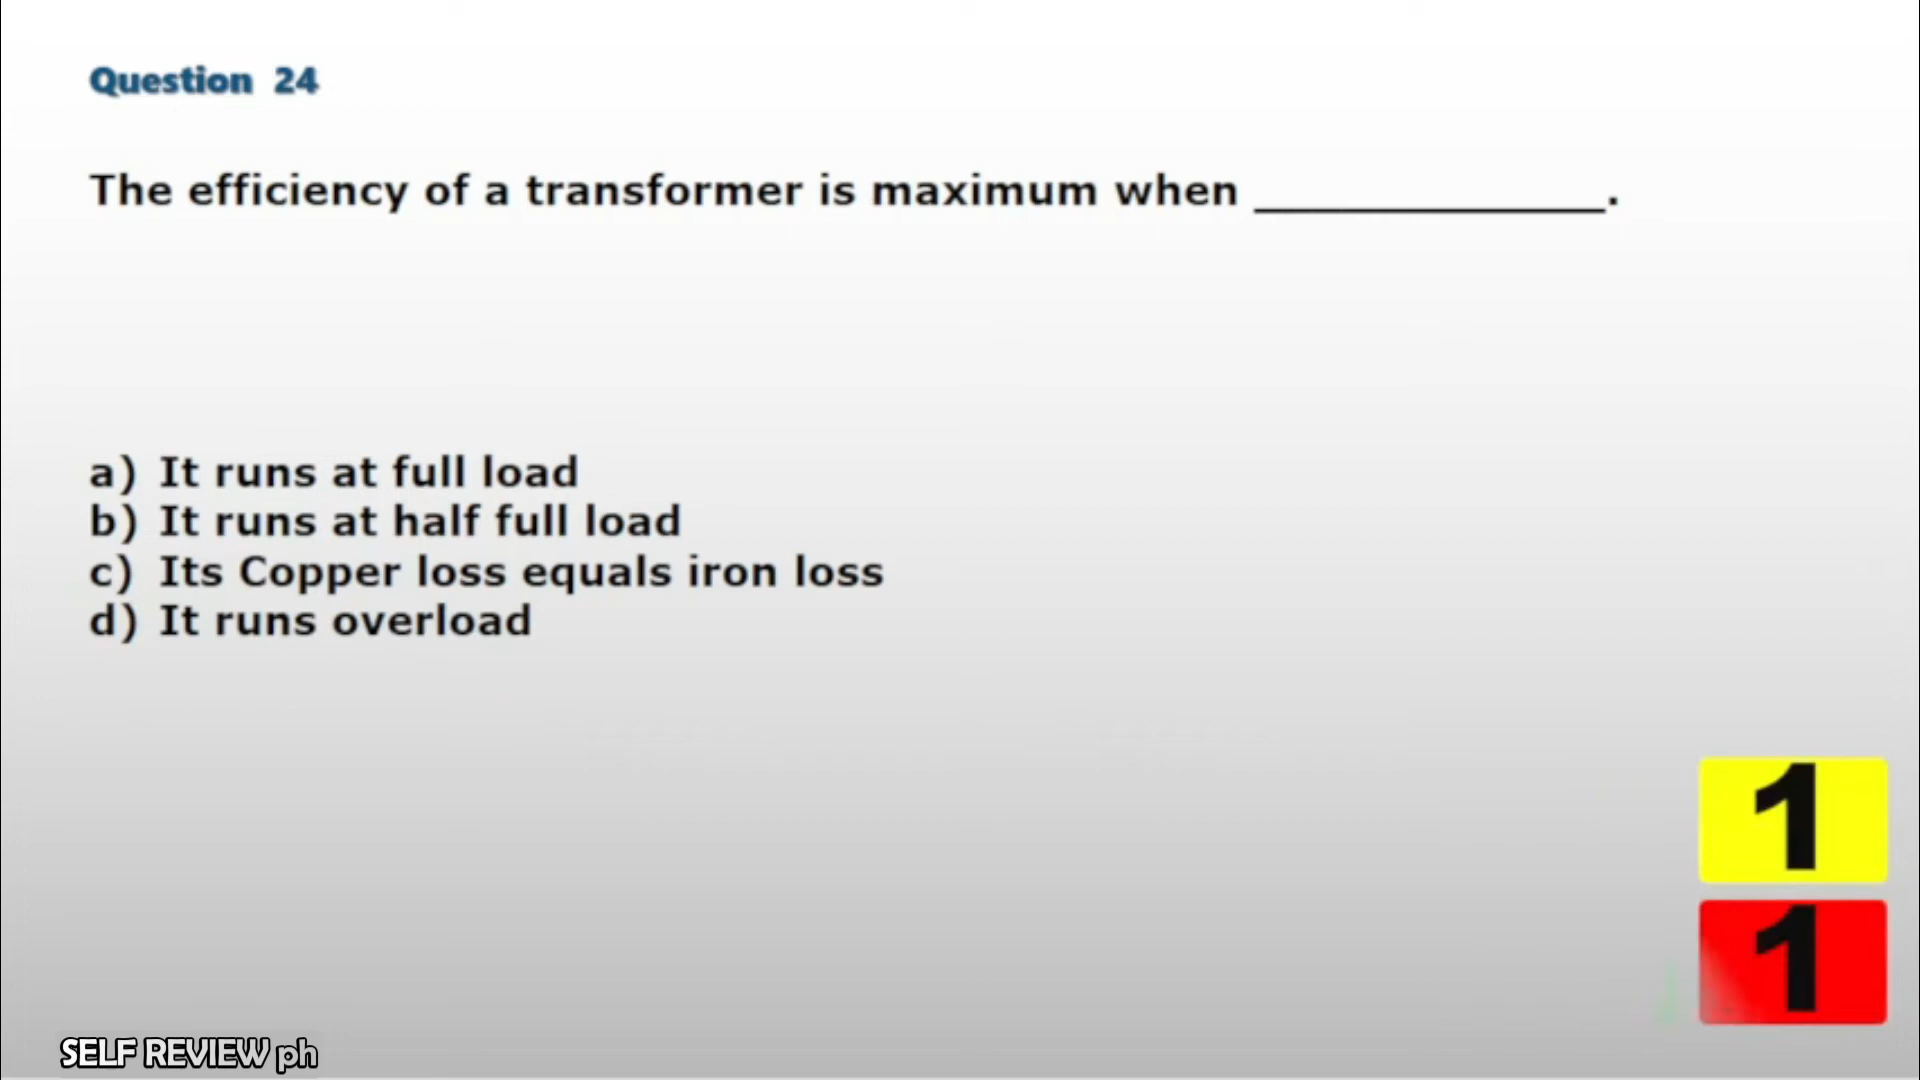 Question 24
The efficiency of a transformer is maximum when ______________.
a) It runs at full load
b) It runs at half full load
c) Its Copper loss equals iron loss
d) It runs overload
1
1
SELF REVIEW ph